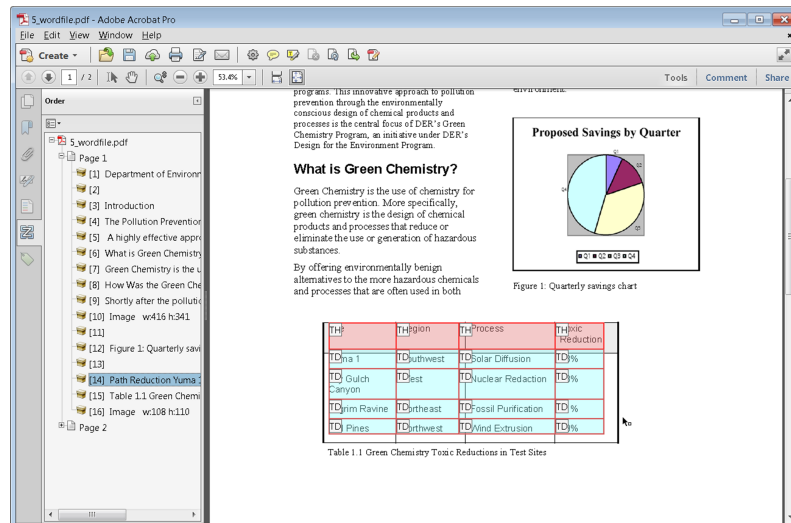 5_wordfile.pdf - Adobe Acrobat Pro
File Edit View Window Help
Create
1 / 2
53.4%
Tools Comment Share
Order
5_wordfile.pdf
Page 1
[1] Department of Environ
[2]
[3] Introduction
[4] The Pollution Prevention
[5] A highly effective appr
[6] What is Green Chemistry
[7] Green Chemistry is the u
[8] How Was the Green Che
[9] Shortly after the pollutio
[10] Image w:416 h:341
[11]
[12] Figure 1: Quarterly savi
[13]
[14] Path Reduction Yuma 1
[15] Table 1.1 Green Chemi
[16] Image w:108 h:110
Page 2
programs. This innovative approach to pollution
prevention through the environmentally
conscious design of chemical products and
processes is the central focus of DER's Green
Chemistry Program, an initiative under DER's
Design for the Environment Program.
What is Green Chemistry?
Green Chemistry is the use of chemistry for
pollution prevention. More specifically,
green chemistry is the design of chemical
products and processes that reduce or
eliminate the use or generation of hazardous
substances.
By offering environmentally benign
alternatives to the more hazardous chemicals
and processes that are often used in both
environment.
Proposed Savings by Quarter
Q1
Q2
Q3
Q4
Q1 Q2 Q3 Q4
Figure 1: Quarterly savings chart
TH TH egion TH Process TH oxic
Reduction
TD ma 1 TD uthwest TD Solar Diffusion TD %
TD Gulch TD est TD Nuclear Redaction TD %
Canyon
TD grim Ravine TD rtheast TD Fossil Purification TD %
TD Pines TD rthwest TD Wind Extrusion TD %
Table 1.1 Green Chemistry Toxic Reductions in Test Sites